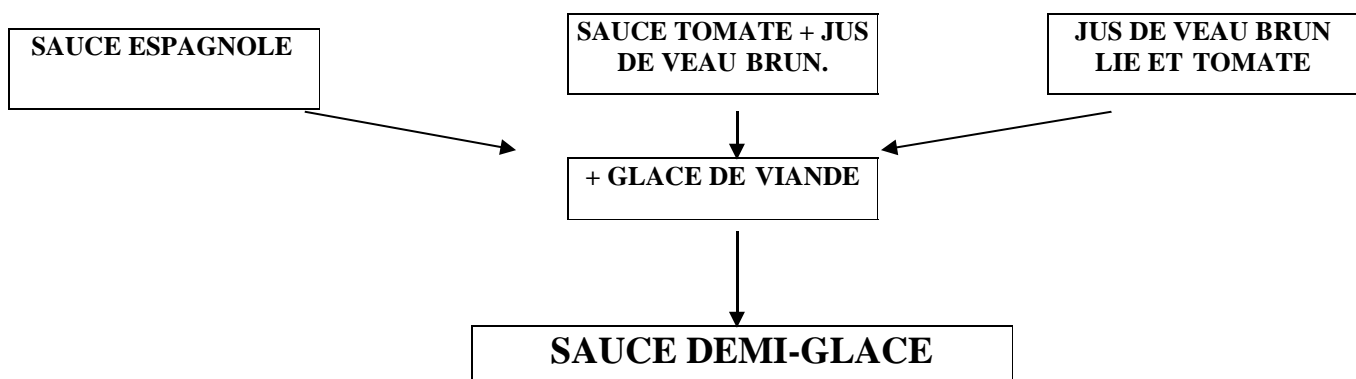 SAUCE ESPAGNOLE
SAUCE TOMATE + JUS
DE VEAU BRUN.
JUS DE VEAU BRUN
LIE ET TOMATE
+ GLACE DE VIANDE
SAUCE DEMI-GLACE